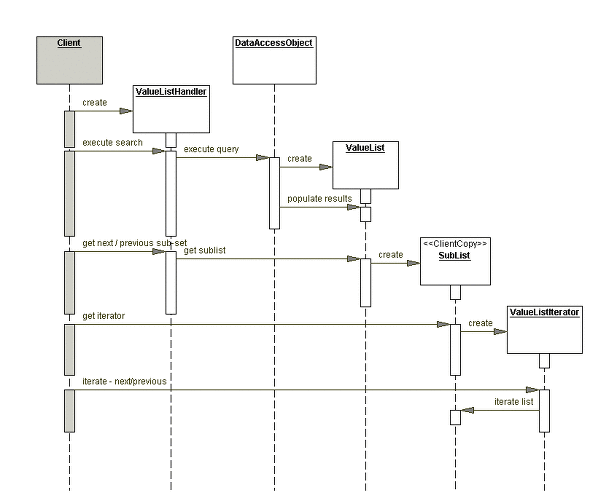 Client
DataAccessObject
create
ValueListHandler
execute search
execute query
create
ValueList
populate results
get next / previous sub-set
get sublist
create
<<ClientCopy>>
SubList
get iterator
create
ValueListIterator
iterate - next/previous
iterate list